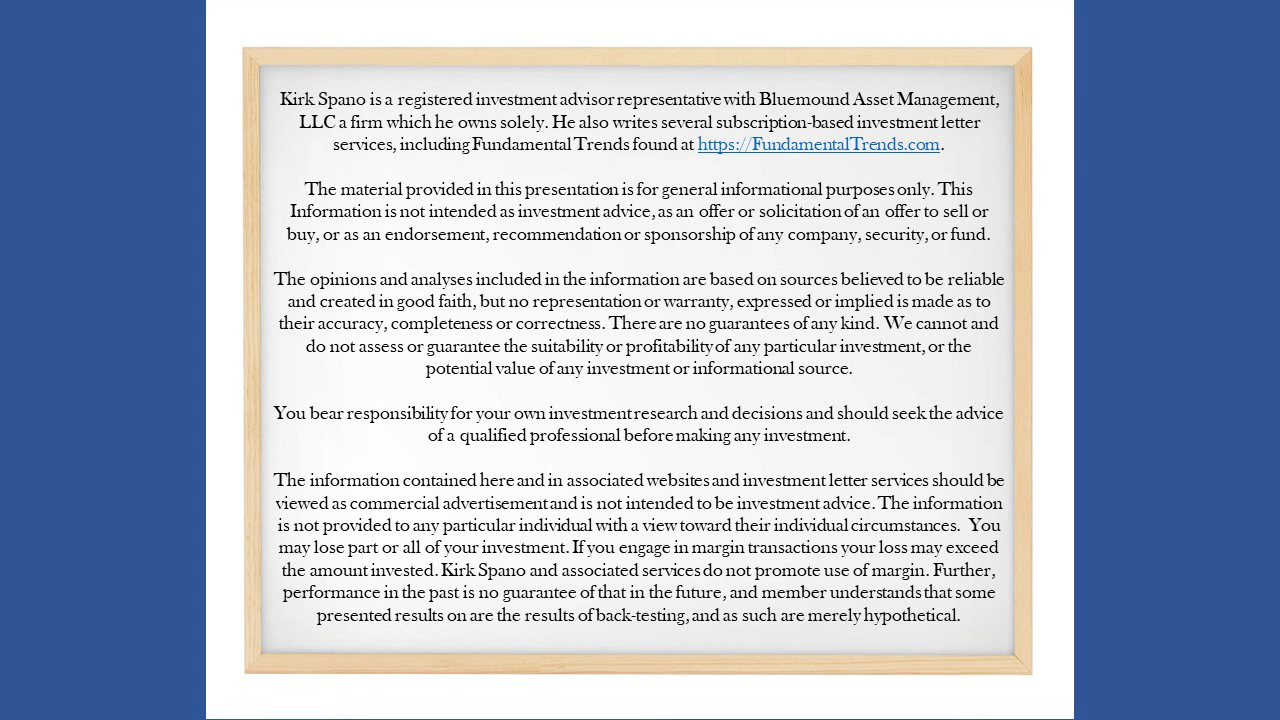 Kirk Spano is a registered investment advisor representative with Bluemound Asset Management,
LLC a firm which he owns solely. He also writes several subscription-based investment letter
services, including Fundamental Trends found at https://FundamentalTrends.com.
The material provided in this presentation is for general informational purposes only. This
Information is not intended as investment advice, as an offer or solicitation of an offer to sell or
buy, or as an endorsement, recommendation or sponsorship of any company, security, or fund.
The opinions and analyses included in the information are based on sources believed to be reliable
and created in good faith, but no representation or warranty, expressed or implied is made as to
their accuracy, completeness or correctness. There are no guarantees of any kind. We cannot and
do not assess or guarantee the suitability or profitability of any particular investment, or the
potential value of any investment or informational source.
You bear responsibility for your own investment research and decisions and should seek the advice
of a qualified professional before making any investment.
The information contained here and in associated websites and investment letter services should be
viewed as commercial advertisement and is not intended to be investment advice. The information
is not provided to any particular individual with a view toward their individual circumstances. You
may lose part or all of your investment. If you engage in margin transactions your loss may exceed
the amount invested. Kirk Spano and associated services do not promote use of margin. Further,
performance in the past is no guarantee of that in the future, and member understands that some
presented results on are the results of back-testing, and as such are merely hypothetical.